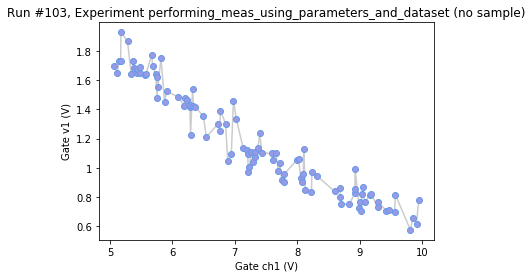 Run #103, Experiment performing_meas_using_parameters_and_dataset (no sample)
1.8
1.6
1.4
1.2
1
0.8
0.6
Gate v1 (V)
5 6 7 8 9 10
Gate ch1 (V)